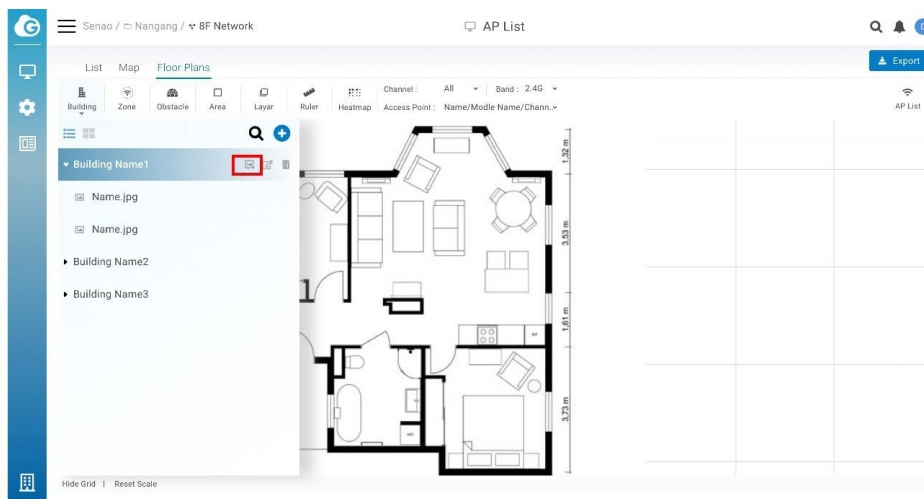 Senao / Nangang / 8F Network
AP List
List Map Floor Plans
Export
Building Zone Obstacle Area Layar Ruler Heatmap
Channel : All Band : 2.4G
Access Point : Name/Modle Name/Chann..
AP List
Building Name1
Name.jpg
Name.jpg
Building Name2
Building Name3
1,32 m
3,53 m
1,61 m
3,73 m
Hide Grid | Reset Scale